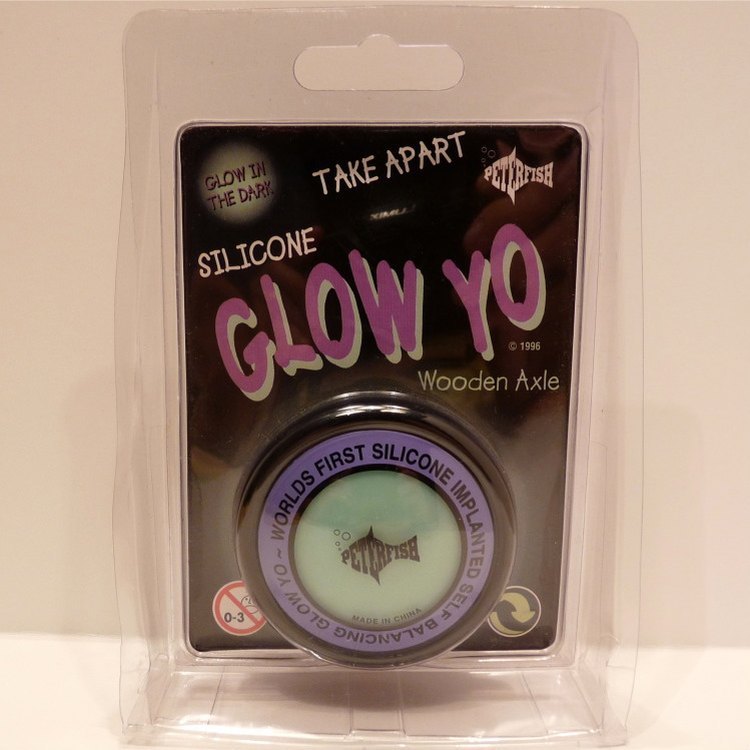 GLOW IN
THE DARK
TAKE APART
PETERFISH
SILICONE
GLOW YO
© 1996
Wooden Axle
WORLDS FIRST SILICONE IMPLANTED SELF BALANCING GLOW YO ~
PETERFISH
MADE IN CHINA
0-3